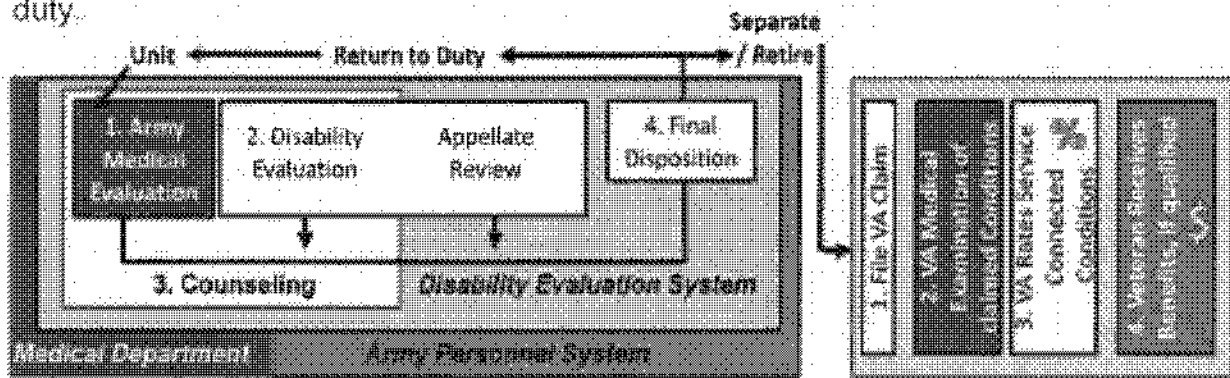 duty.
Separate
/ Retire
Unit
Return to Duty
1. Army
Medical
Evaluation
2. Disability
Evaluation
Appellate
Review
4. Final
Disposition
3. Counseling
Disability Evaluation System
Medical Department
Army Personnel System
1. File VA Claim
2. VA Medical
Examination of
claimed Conditions
3. VA Rates Service
Connected
Conditions
%
4. Veteran Receives
Benefits, if qualified
$